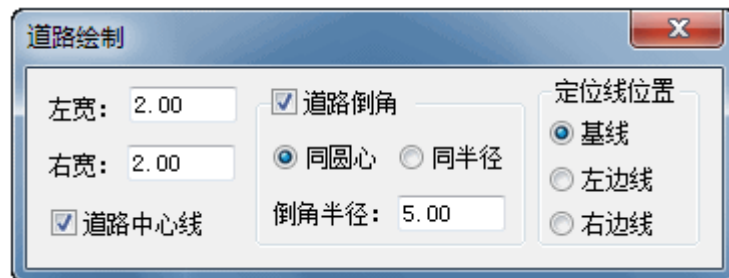 道路绘制
左宽： 2.00
右宽： 2.00
道路中心线
道路倒角
同圆心 同半径
倒角半径： 5.00
定位线位置
基线
左边线
右边线